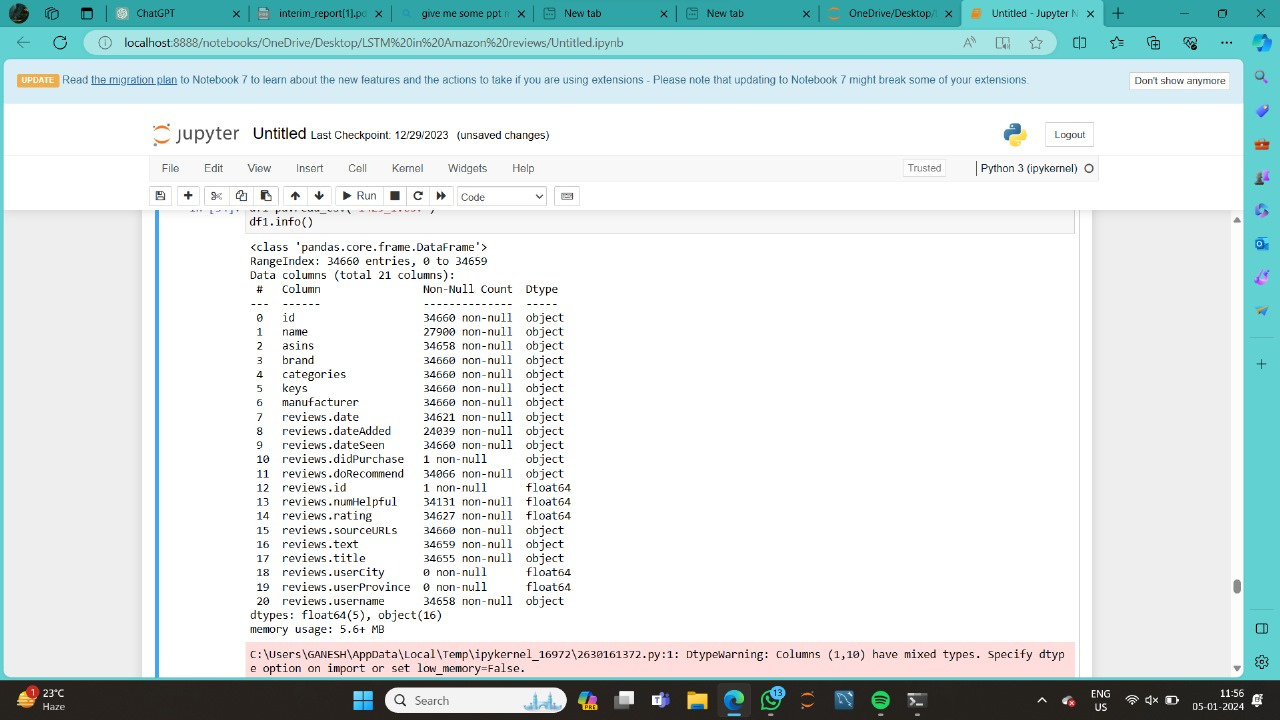 ChatGPT
interim_report[1].pd
give me some ppt n
New tab
New tab
OneDrive/Desktop/L
Untitled - Jupyter N
localhost:8888/notebooks/OneDrive/Desktop/LSTM%20in%20Amazon%20reviews/Untitled.ipynb
UPDATE Read the migration plan to Notebook 7 to learn about the new features and the actions to take if you are using extensions - Please note that updating to Notebook 7 might break some of your extensions.
Don't show anymore
jupyter Untitled Last Checkpoint: 12/29/2023 (unsaved changes)
Logout
File Edit View Insert Cell Kernel Widgets Help
Trusted
Python 3 (ipykernel)
Run
Code
df1.info()
<class 'pandas.core.frame.DataFrame'>
RangeIndex: 34660 entries, 0 to 34659
Data columns (total 21 columns):
 #   Column               Non-Null Count  Dtype
---  ------               --------------  -----
 0   id                   34660 non-null  object
 1   name                 27900 non-null  object
 2   asins                34658 non-null  object
 3   brand                34660 non-null  object
 4   categories           34660 non-null  object
 5   keys                 34660 non-null  object
 6   manufacturer         34660 non-null  object
 7   reviews.date         34621 non-null  object
 8   reviews.dateAdded    24039 non-null  object
 9   reviews.dateSeen     34660 non-null  object
 10  reviews.didPurchase  1 non-null      object
 11  reviews.doRecommend  34066 non-null  object
 12  reviews.id           1 non-null      float64
 13  reviews.numHelpful   34131 non-null  float64
 14  reviews.rating       34627 non-null  float64
 15  reviews.sourceURLs   34660 non-null  object
 16  reviews.text         34659 non-null  object
 17  reviews.title        34655 non-null  object
 18  reviews.userCity     0 non-null      float64
 19  reviews.userProvince  0 non-null      float64
 20  reviews.username     34658 non-null  object
dtypes: float64(5), object(16)
memory usage: 5.6+ MB
C:\Users\GANESH\AppData\Local\Temp\ipykernel_16972\2630161372.py:1: DtypeWarning: Columns (1,10) have mixed types. Specify dtyp
e option on import or set low_memory=False.
1
23°C
Haze
Search
PRE
13
ENG
US
11:56
05-01-2024